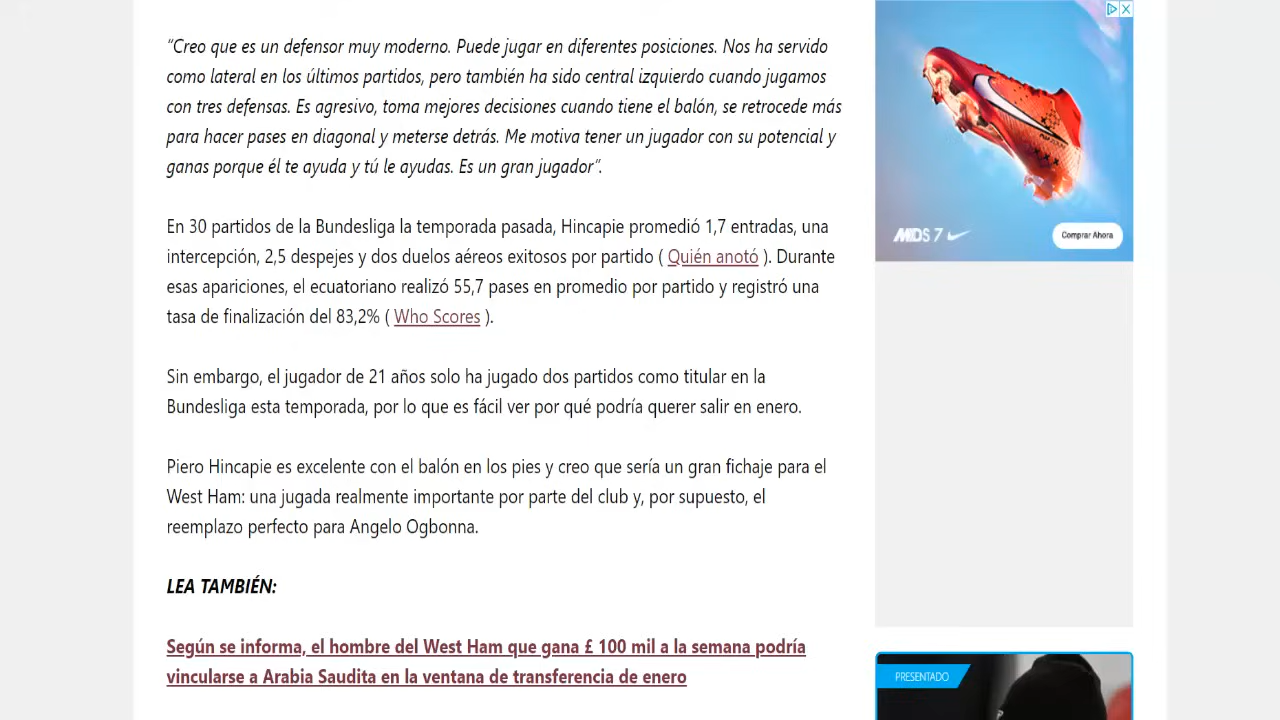 “Creo que es un defensor muy moderno. Puede jugar en diferentes posiciones. Nos ha servido
como lateral en los últimos partidos, pero también ha sido central izquierdo cuando jugamos
con tres defensas. Es agresivo, toma mejores decisiones cuando tiene el balón, se retrocede más
para hacer pases en diagonal y meterse detrás. Me motiva tener un jugador con su potencial y
ganas porque él te ayuda y tú le ayudas. Es un gran jugador”.
En 30 partidos de la Bundesliga la temporada pasada, Hincapie promedió 1,7 entradas, una
intercepción, 2,5 despejes y dos duelos aéreos exitosos por partido ( Quién anotó ). Durante
esas apariciones, el ecuatoriano realizó 55,7 pases en promedio por partido y registró una
tasa de finalización del 83,2% ( Who Scores ).
Sin embargo, el jugador de 21 años solo ha jugado dos partidos como titular en la
Bundesliga esta temporada, por lo que es fácil ver por qué podría querer salir en enero.
Piero Hincapie es excelente con el balón en los pies y creo que sería un gran fichaje para el
West Ham: una jugada realmente importante por parte del club y, por supuesto, el
reemplazo perfecto para Angelo Ogbonna.
LEA TAMBIÉN:
Según se informa, el hombre del West Ham que gana £ 100 mil a la semana podría
vincularse a Arabia Saudita en la ventana de transferencia de enero
MDS 7
Comprar Ahora
PRESENTADO